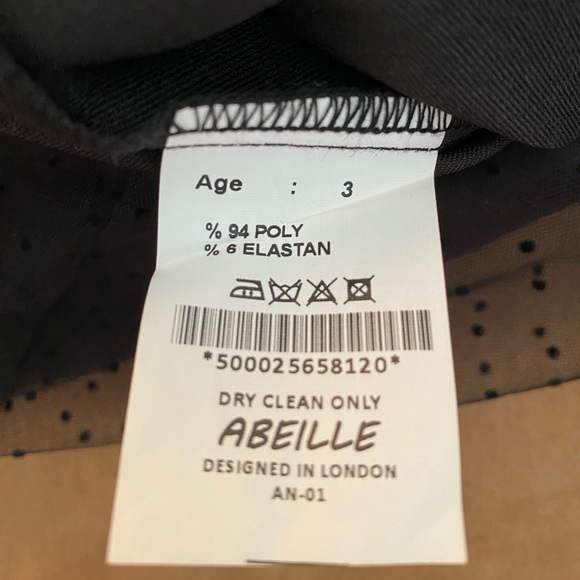 Age : 3
% 94 POLY
% 6 ELASTAN
*500025658120*
DRY CLEAN ONLY
ABEILLE
DESIGNED IN LONDON
AN-01